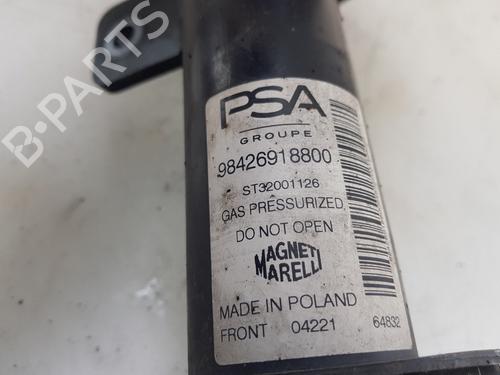 B-PARTS
PSA
GROUPE
98426918800
ST32001126
GAS PRESSURIZED
DO NOT OPEN
MAGNETI
MARELLI
MADE IN POLAND
FRONT 04221 64832